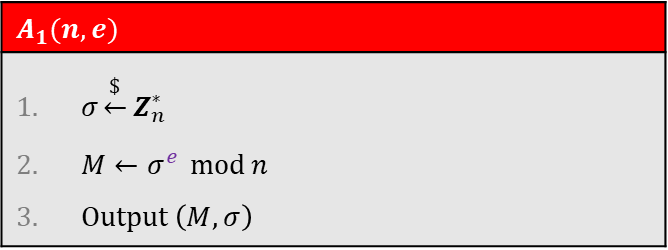 A₁(n, e)
1. σ ←$ Z*ₙ
2. M ← σᵉ mod n
3. Output (M, σ)